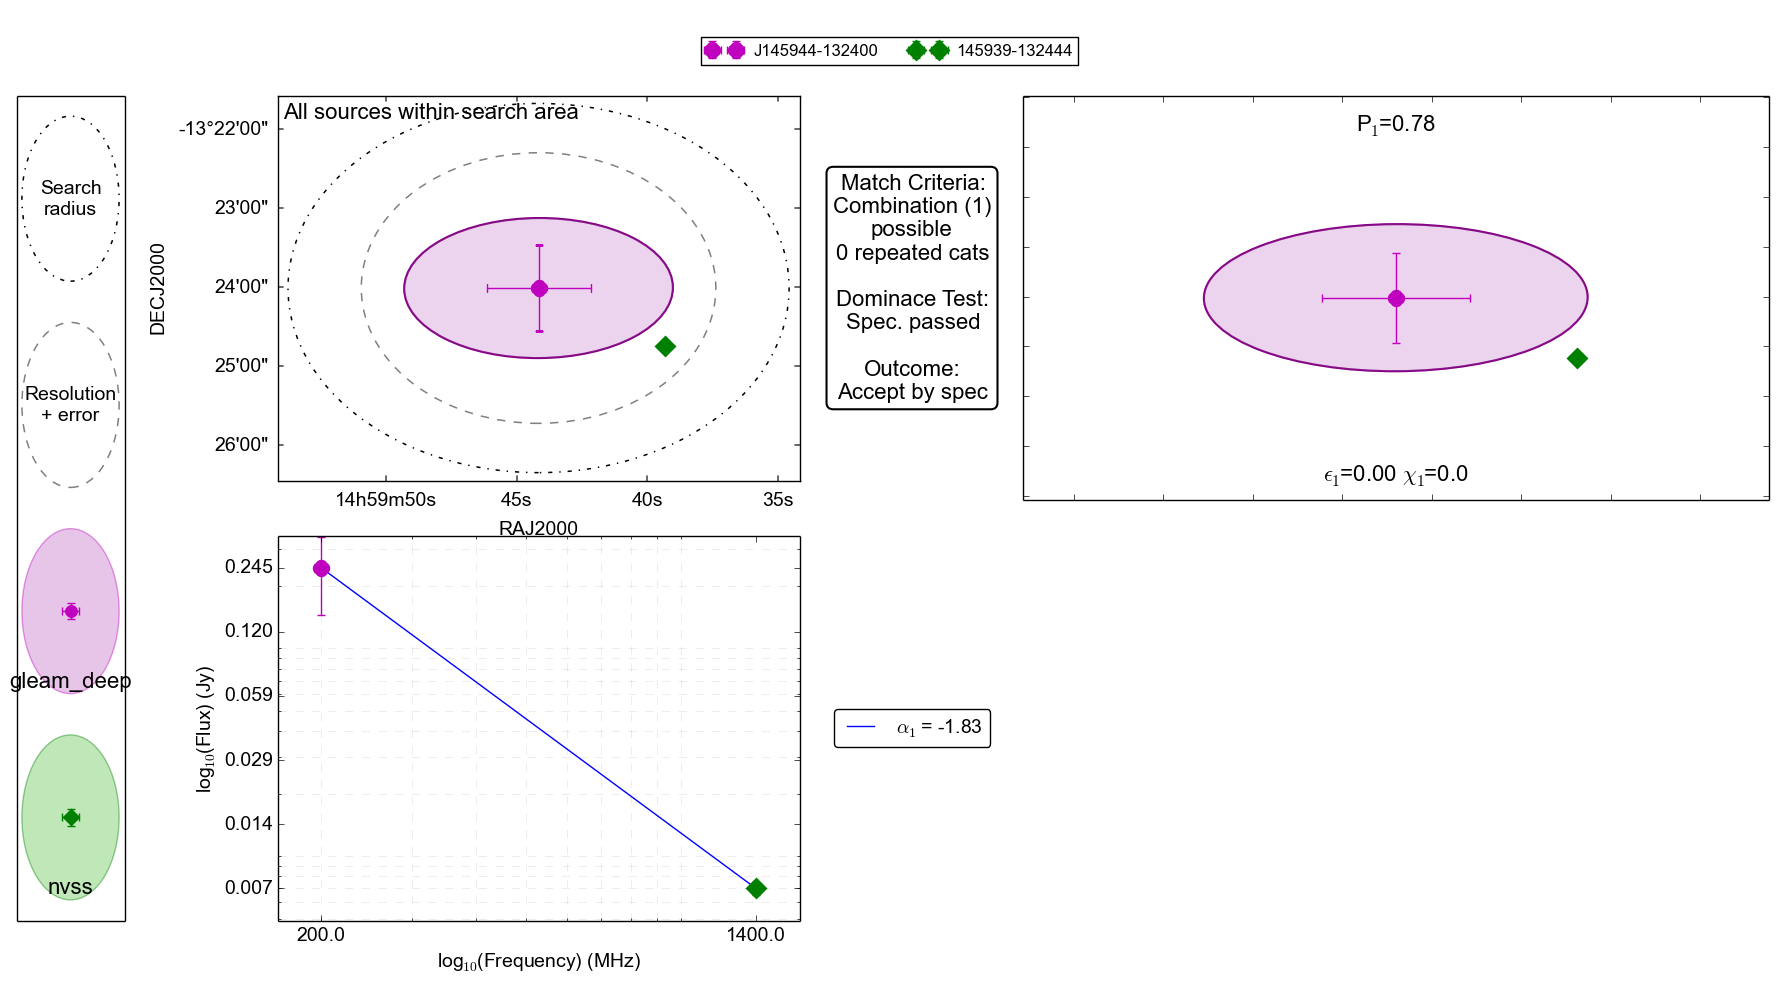 J145944-132400 145939-132444
Search
radius
Resolution
+ error
gleam_deep
nvss
All sources within search area
DECJ2000
-13°22'00"
23'00"
24'00"
25'00"
26'00"
14h59m50s 45s 40s 35s
RAJ2000
Match Criteria:
Combination (1)
possible
0 repeated cats
Dominace Test:
Spec. passed
Outcome:
Accept by spec
P₁=0.78
ϵ₁=0.00 χ₁=0.0
log₁₀(Flux) (Jy)
0.245
0.120
0.059
0.029
0.014
0.007
200.0 1400.0
log₁₀(Frequency) (MHz)
α₁ = -1.83